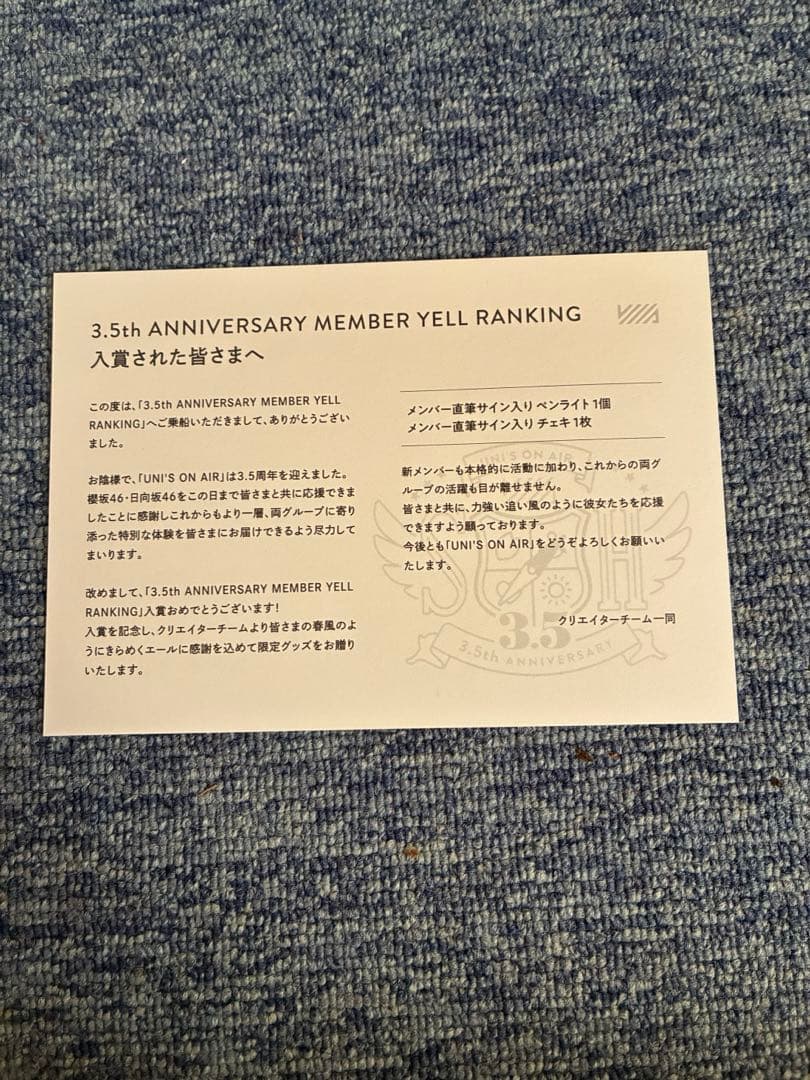 3.5th ANNIVERSARY MEMBER YELL RANKING
入賞された皆さまへ
この度は、「3.5th ANNIVERSARY MEMBER YELL
RANKING」へご乗船いただきまして、ありがとうござい
ました。
お陰様で、「UNI'S ON AIR」は3.5周年を迎えました。
櫻坂46・日向坂46をこの日まで皆さまと共に応援できま
したことに感謝しこれからもより一層、両グループに寄り
添った特別な体験を皆さまにお届けできるよう尽力して
まいります。
改めまして、「3.5th ANNIVERSARY MEMBER YELL
RANKING」入賞おめでとうございます!
入賞を記念し、クリエイターチームより皆さまの春風のよ
うにきらめくエールに感謝を込めて限定グッズをお贈り
いたします。
メンバー直筆サイン入り ペンライト1個
メンバー直筆サイン入り チェキ1枚
新メンバーも本格的に活動に加わり、これからの両グ
ループの活躍も目が離せません。
皆さまと共に、力強い追い風のように彼女たちを応援
できますよう願っております。
今後とも「UNI'S ON AIR」をどうぞよろしくお願いい
たします。
クリエイターチーム一同
UNI'S ON AIR
S H
3.5
3.5th ANNIVERSARY